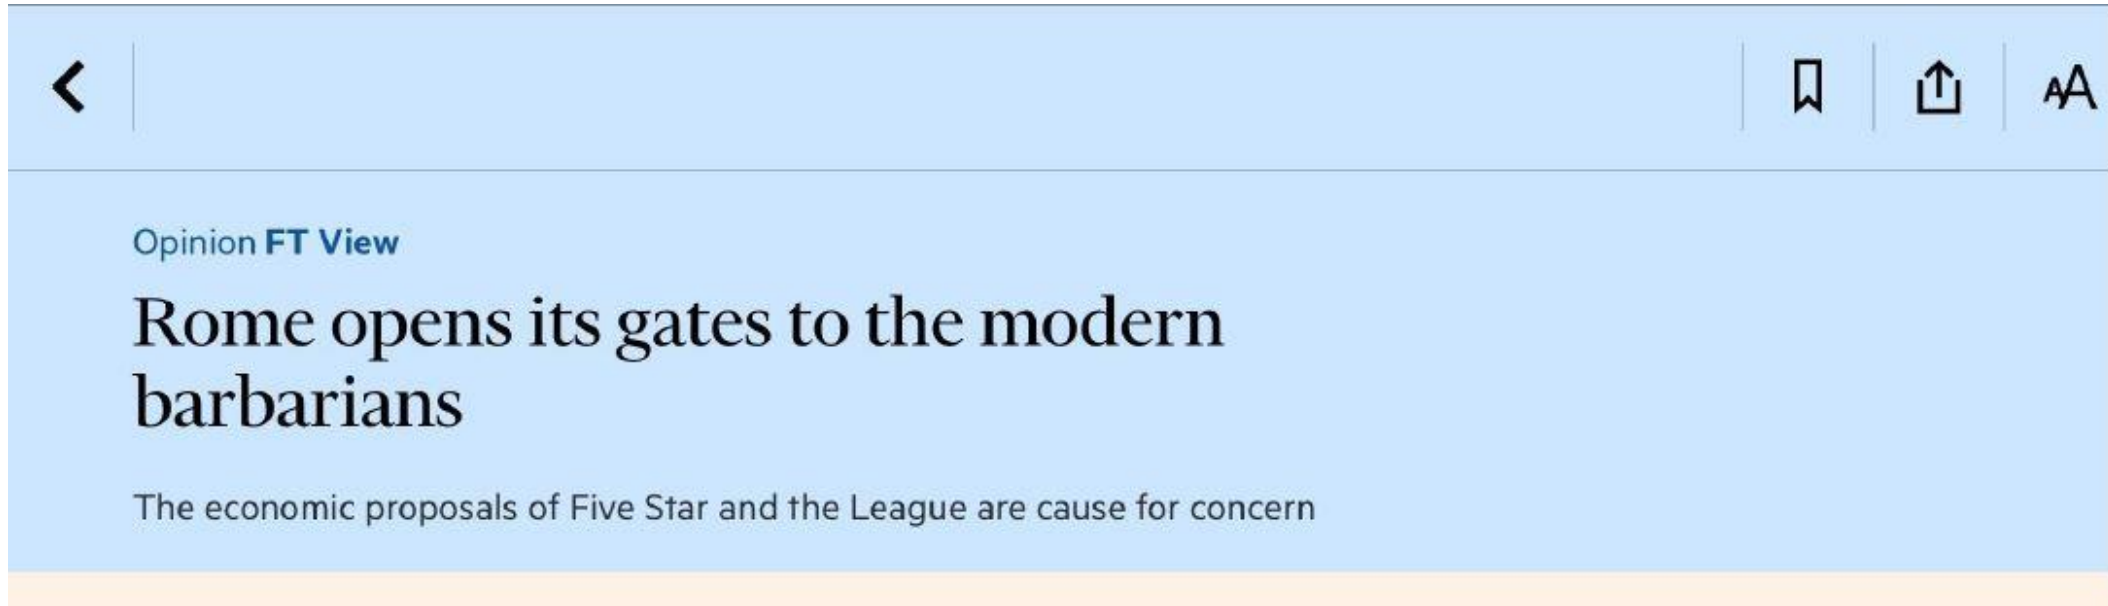 AA
Opinion FT View
Rome opens its gates to the modern
barbarians
The economic proposals of Five Star and the League are cause for concern